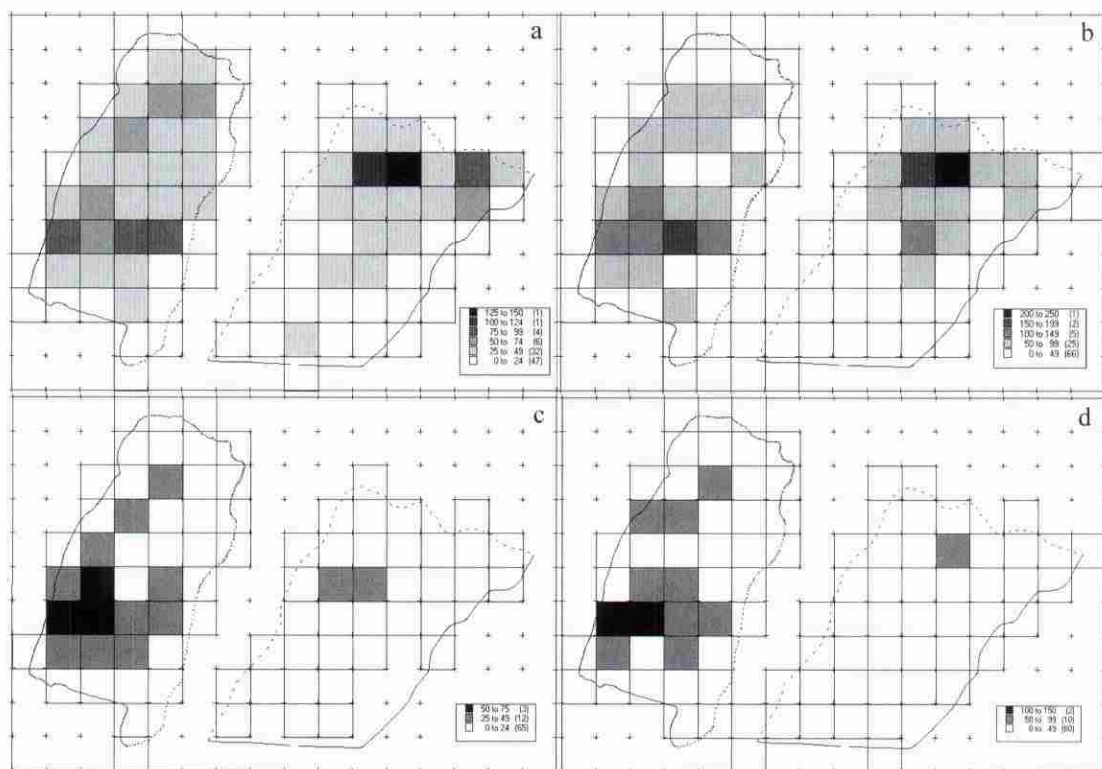 a
125 to 150 (1)
100 to 124 (1)
75 to 99 (4)
50 to 74 (6)
25 to 49 (32)
0 to 24 (47)
b
200 to 250 (1)
150 to 199 (2)
100 to 149 (5)
50 to 99 (25)
0 to 49 (66)
c
50 to 75 (3)
25 to 49 (12)
0 to 24 (65)
d
100 to 150 (2)
50 to 99 (10)
0 to 49 (60)